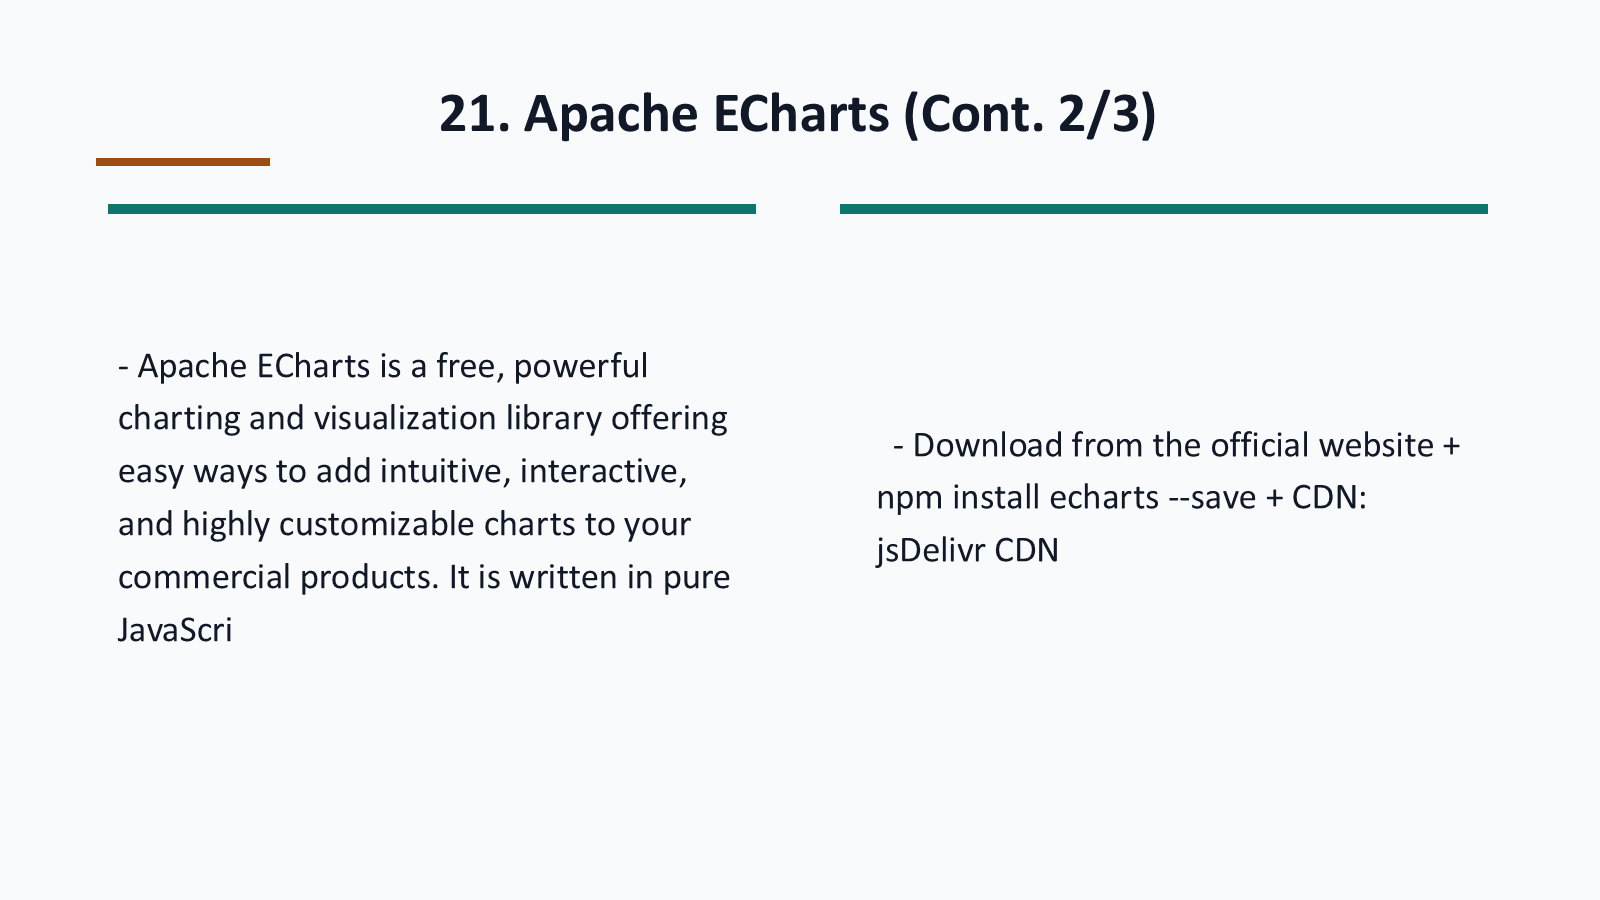 21. Apache ECharts (Cont. 2/3)
- Apache ECharts is a free, powerful
charting and visualization library offering
easy ways to add intuitive, interactive,
and highly customizable charts to your
commercial products. It is written in pure
JavaScri
- Download from the official website +
npm install echarts --save + CDN:
jsDelivr CDN